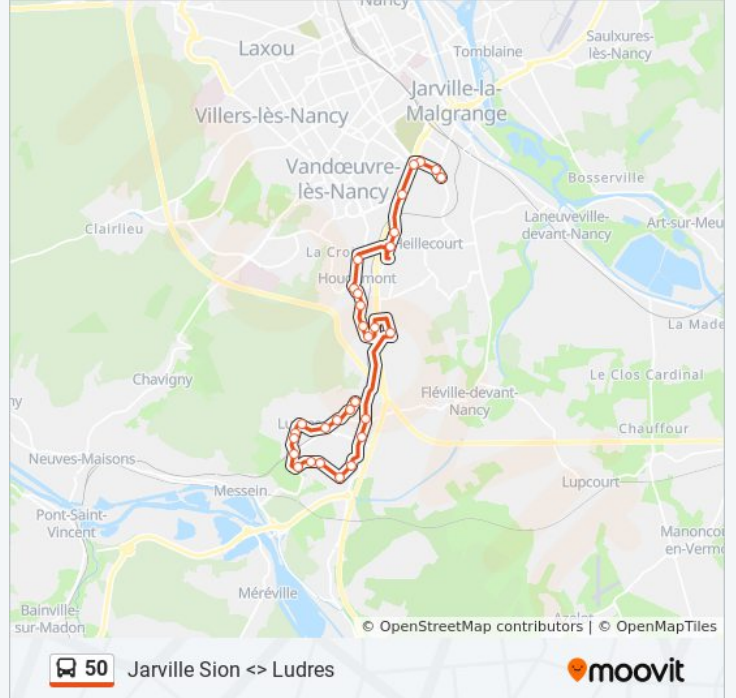 Nancy
Laxou
Saulxures-
lès-Nancy
Tomblaine
Jarville-la-
Malgrange
Villers-lès-Nancy
Vandœuvre-
lès-Nancy
Bosserville
Laneuveville-
devant-Nancy
Art-sur-Meu
Clairlieu
La Cro
Heillecourt
Houdemont
La Made
Chavigny
Le Clos Cardinal
Fléville-devant-
Nancy
Lu
Chauffour
Neuves-Maisons
Messein
Lupcourt
Pont-Saint-
Vincent
Manoncou
en-Verm
Méréville
Bainville-
sur-Madon
© OpenStreetMap contributors | © OpenMapTiles
50 Jarville Sion <> Ludres
moovit